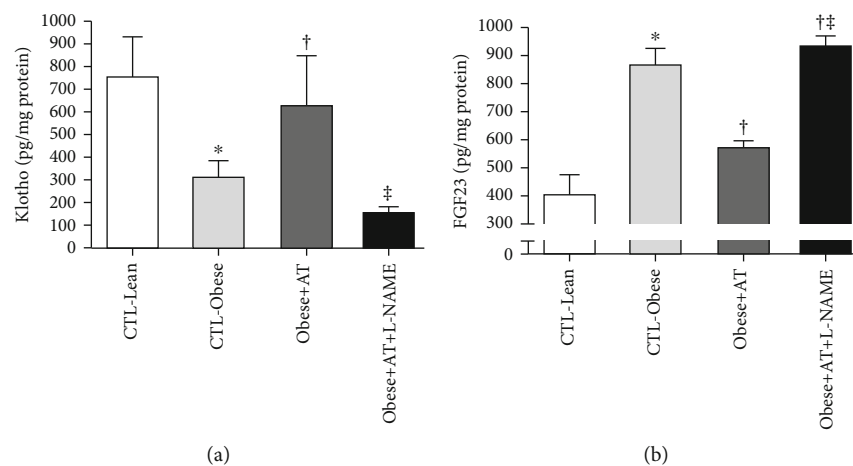 Klotho (pg/mg protein)
1000
900
800
700
600
500
400
300
200
100
0
*
†
‡
CTL-Lean
CTL-Obese
Obese+AT
Obese+AT+L-NAME
(a)
FGF23 (pg/mg protein)
1000
900
800
700
600
500
400
300
0
*
†
†‡
CTL-Lean
CTL-Obese
Obese+AT
Obese+AT+L-NAME
(b)